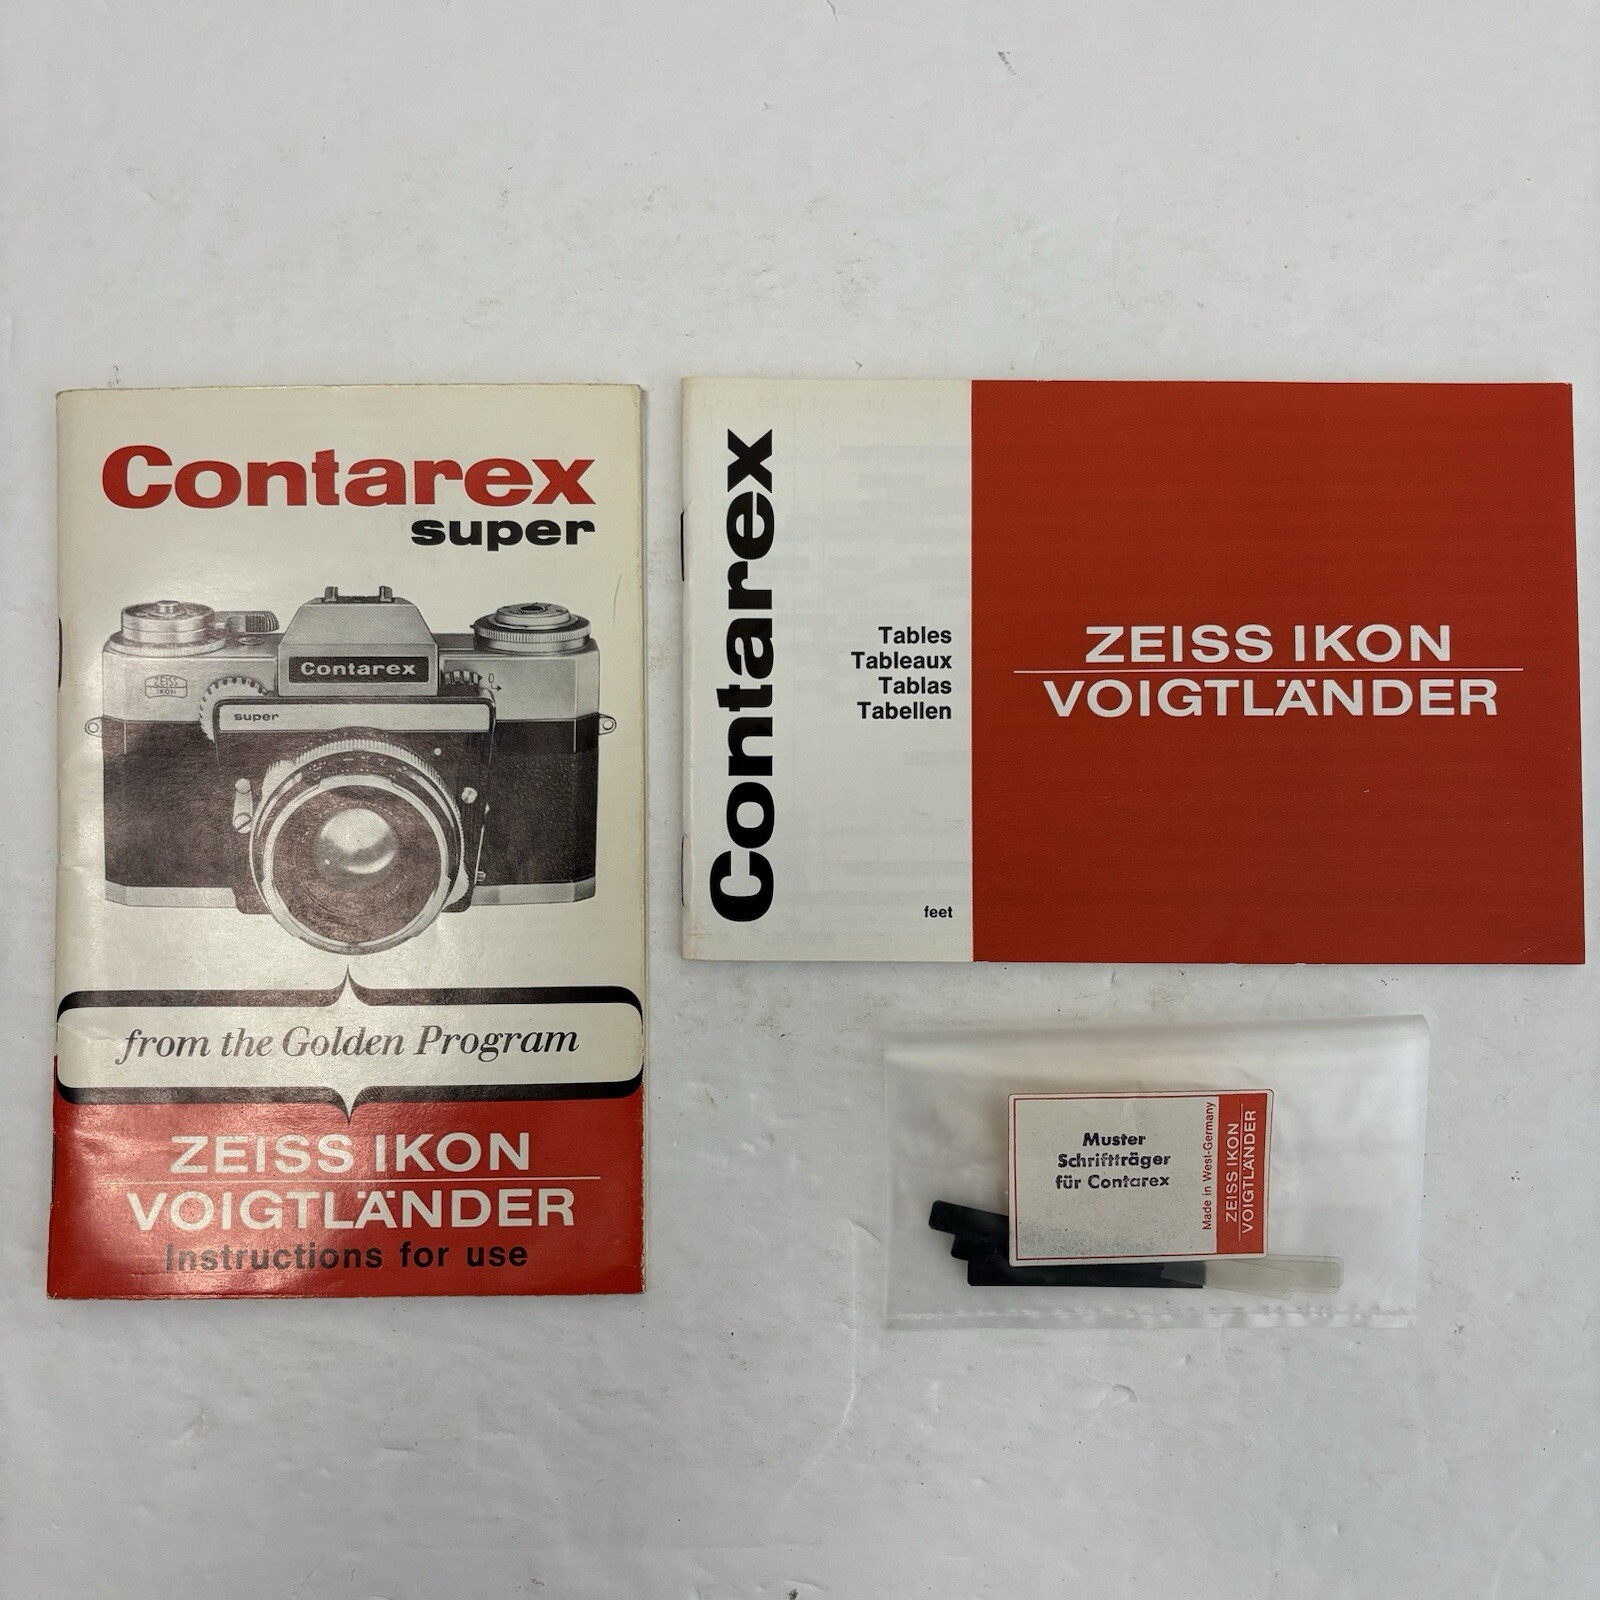 Contarex
super
Contarex
ZEISS
IKON
super
from the Golden Program
ZEISS IKON
VOIGTLÄNDER
Instructions for use
Contarex
Tables
Tableaux
Tablas
Tabellen
feet
ZEISS IKON
VOIGTLÄNDER
Muster
Schriftträger
für Contarex
Made in West-Germany
ZEISS IKON
VOIGTLÄNDER